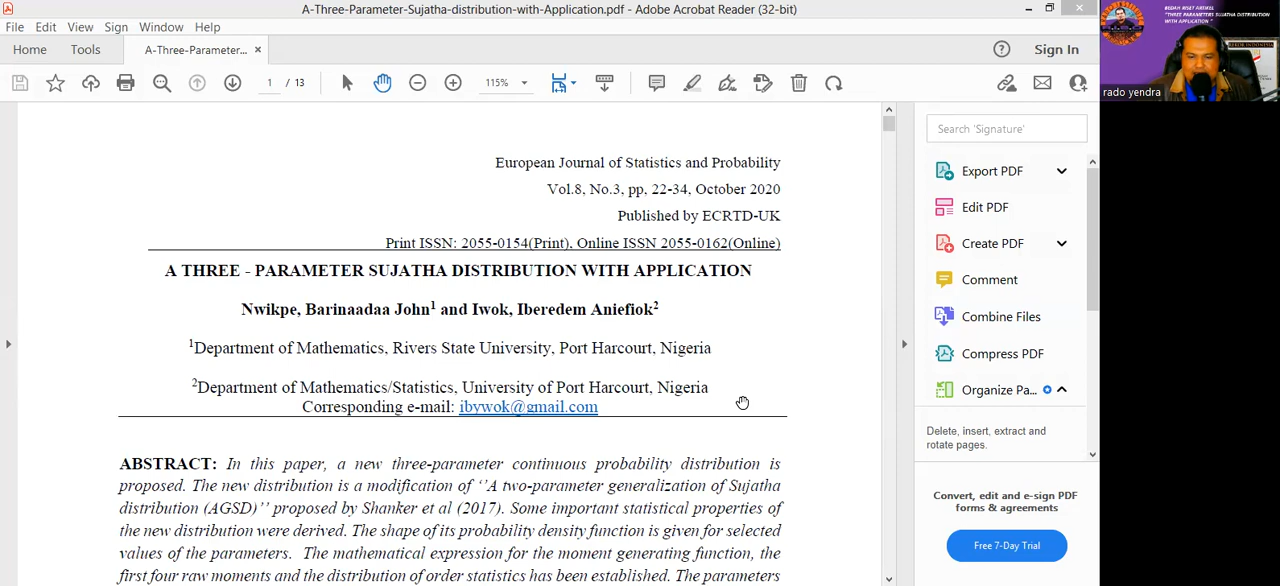 A-Three-Parameter-Sujatha-distribution-with-Application.pdf - Adobe Acrobat Reader (32-bit)
File Edit View Sign Window Help
Home Tools A-Three-Parameter... × Sign In
1 / 13 115%
European Journal of Statistics and Probability
Vol.8, No.3, pp, 22-34, October 2020
Published by ECRTD-UK
Print ISSN: 2055-0154(Print), Online ISSN 2055-0162(Online)
A THREE - PARAMETER SUJATHA DISTRIBUTION WITH APPLICATION
Nwikpe, Barinaadaa John1 and Iwok, Iberedem Aniefiok2
1Department of Mathematics, Rivers State University, Port Harcourt, Nigeria
2Department of Mathematics/Statistics, University of Port Harcourt, Nigeria
Corresponding e-mail: ibywok@gmail.com
ABSTRACT: In this paper, a new three-parameter continuous probability distribution is
proposed. The new distribution is a modification of ‘’A two-parameter generalization of Sujatha
distribution (AGSD)’’ proposed by Shanker et al (2017). Some important statistical properties of
the new distribution were derived. The shape of its probability density function is given for selected
values of the parameters. The mathematical expression for the moment generating function, the
first four raw moments and the distribution of order statistics has been established. The parameters
Search 'Signature'
Export PDF
Edit PDF
Create PDF
Comment
Combine Files
Compress PDF
Organize Pa...
Delete, insert, extract and
rotate pages.
Convert, edit and e-sign PDF
forms & agreements
Free 7-Day Trial
BEDAH RISET ARTIKEL
"THREE PARAMETERS SUJATHA DISTRIBUTION
WITH APPLICATION "
rado yendra